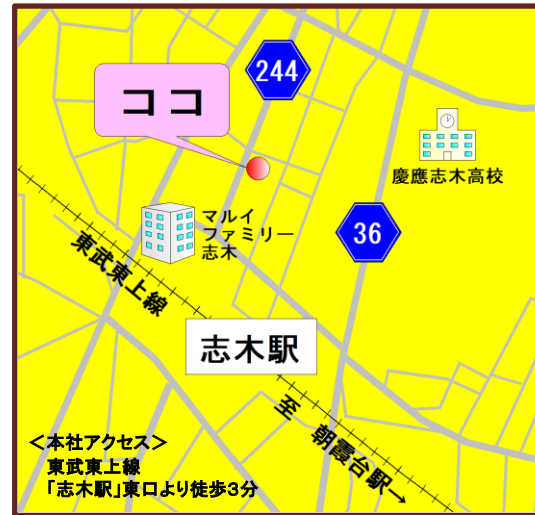 244
ココ
慶應志木高校
マルイ
ファミリー
志木
36
東武東上線
志木駅
至 朝霞台駅→
＜本社アクセス＞
東武東上線
「志木駅」東口より徒歩3分